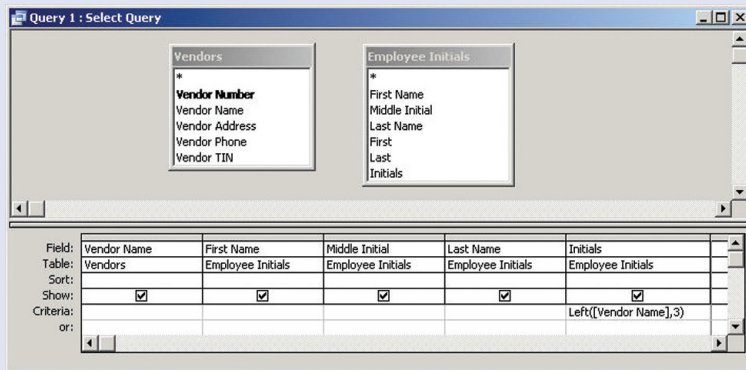 Query 1 : Select Query
Vendors
*
Vendor Number
Vendor Name
Vendor Address
Vendor Phone
Vendor TIN
Employee Initials
*
First Name
Middle Initial
Last Name
First
Last
Initials
Field: Vendor Name First Name Middle Initial Last Name Initials
Table: Vendors Employee Initials Employee Initials Employee Initials Employee Initials
Sort:
Show:
Criteria: Left([Vendor Name],3)
or: